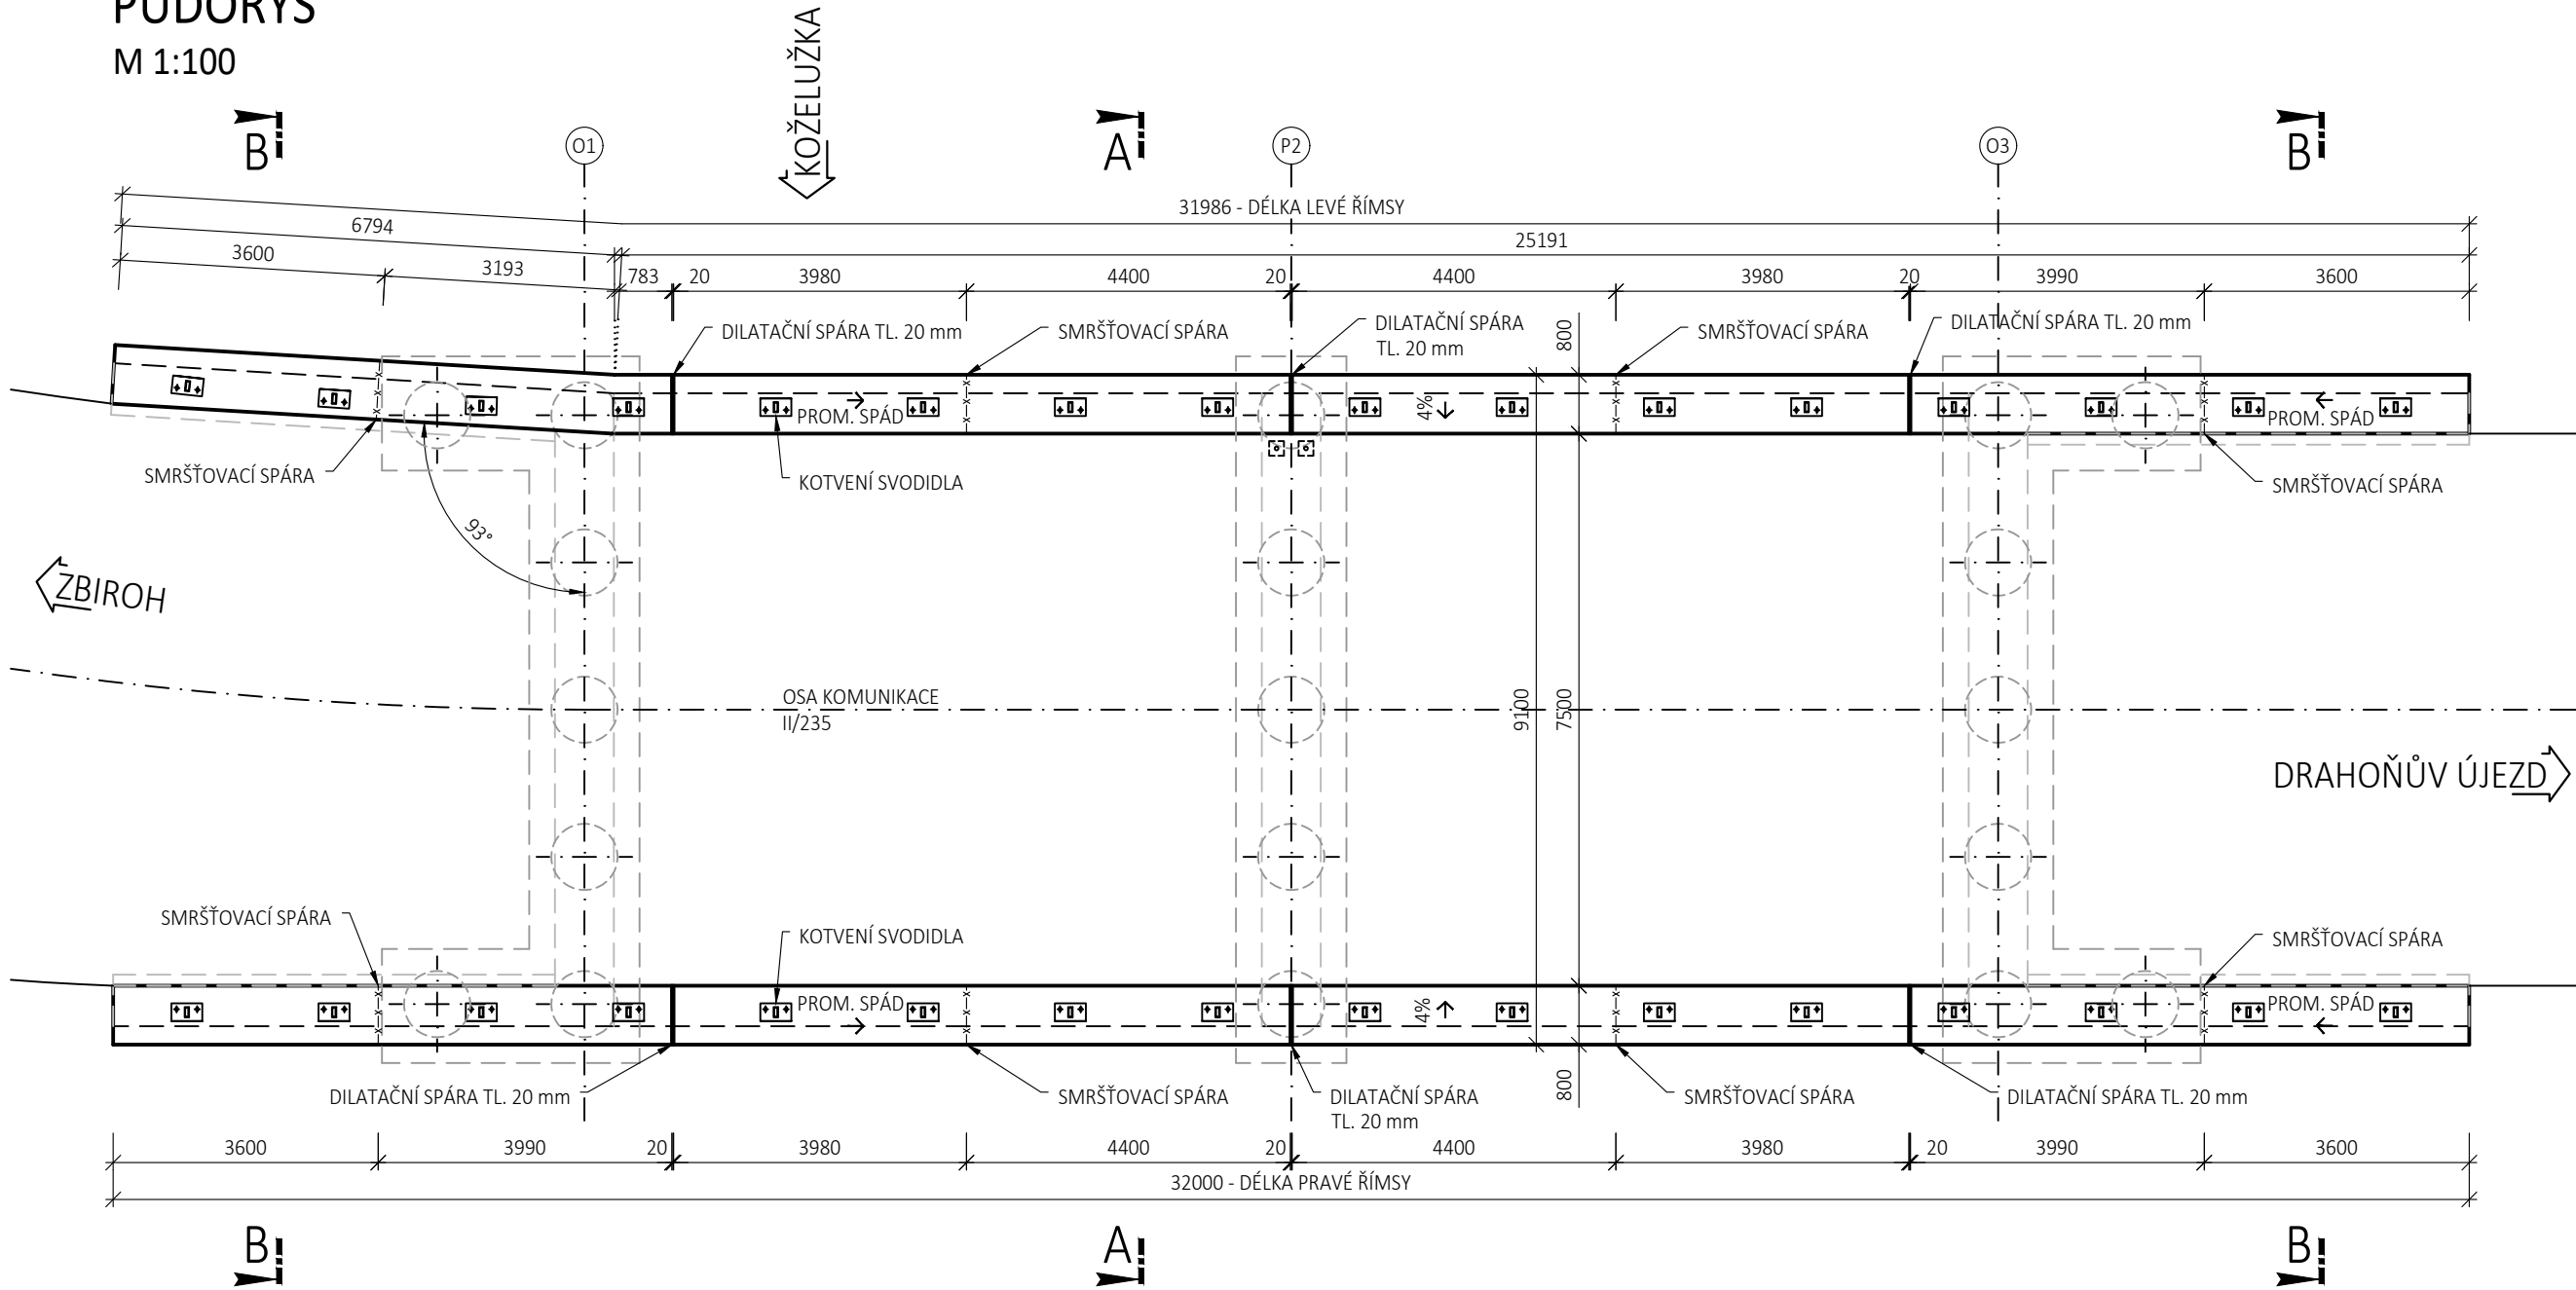 PŮDORYS
M 1:100
KOŽELUŽKA
B
A
B
O1
P2
O3
31986 - DÉLKA LEVÉ ŘÍMSY
6794
25191
3600
3193
783
20
3980
4400
20
4400
3980
20
3990
3600
DILATAČNÍ SPÁRA TL. 20 mm
SMRŠŤOVACÍ SPÁRA
DILATAČNÍ SPÁRA
TL. 20 mm
800
SMRŠŤOVACÍ SPÁRA
DILATAČNÍ SPÁRA TL. 20 mm
PROM. SPÁD
4%
PROM. SPÁD
SMRŠŤOVACÍ SPÁRA
KOTVENÍ SVODIDLA
SMRŠŤOVACÍ SPÁRA
93°
ZBIROH
OSA KOMUNIKACE
II/235
9100
7500
DRAHOŇŮV ÚJEZD
SMRŠŤOVACÍ SPÁRA
KOTVENÍ SVODIDLA
SMRŠŤOVACÍ SPÁRA
PROM. SPÁD
4%
PROM. SPÁD
DILATAČNÍ SPÁRA TL. 20 mm
SMRŠŤOVACÍ SPÁRA
DILATAČNÍ SPÁRA
TL. 20 mm
800
SMRŠŤOVACÍ SPÁRA
DILATAČNÍ SPÁRA TL. 20 mm
3600
3990
20
3980
4400
20
4400
3980
20
3990
3600
32000 - DÉLKA PRAVÉ ŘÍMSY
B
A
B